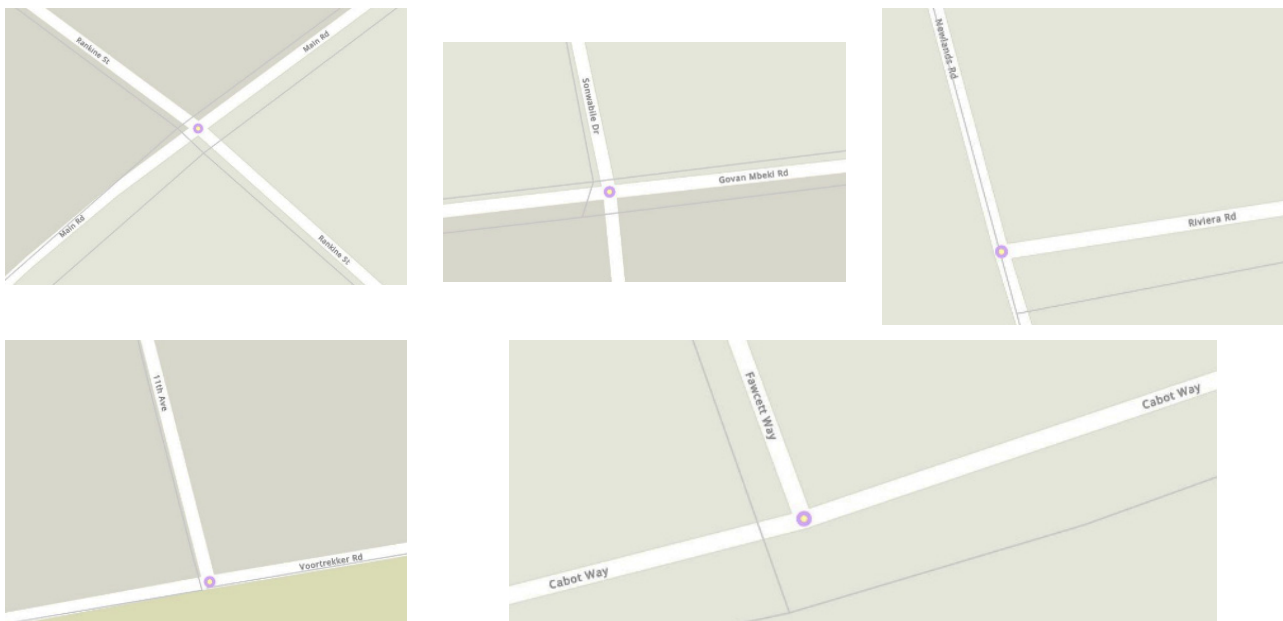 Rankine St
Main Rd
Main Rd
Rankine St
Sonwabile Dr
Govan Mbeki Rd
Newlands Rd
Riviera Rd
11th Ave
Voortrekker Rd
Fawcett Way
Cabot Way
Cabot Way